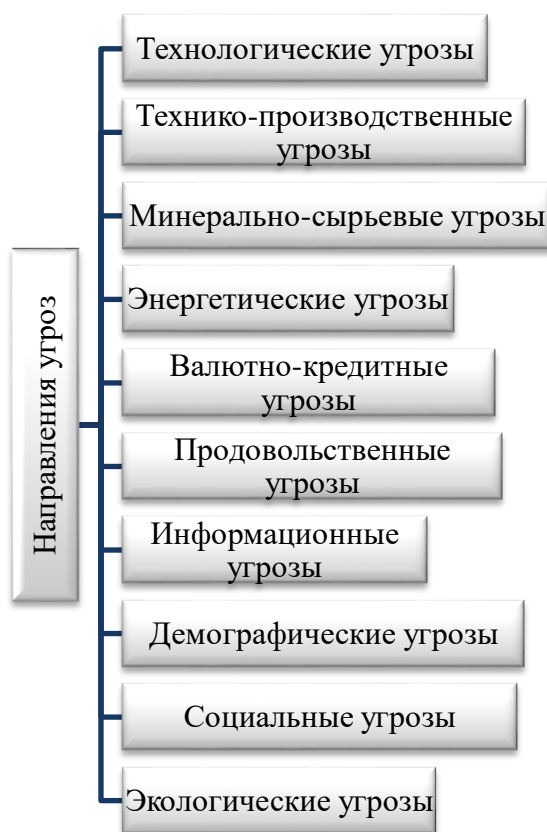 Направления угроз
Технологические угрозы
Технико-производственные
угрозы
Минерально-сырьевые угрозы
Энергетические угрозы
Валютно-кредитные
угрозы
Продовольственные
угрозы
Информационные
угрозы
Демографические угрозы
Социальные угрозы
Экологические угрозы